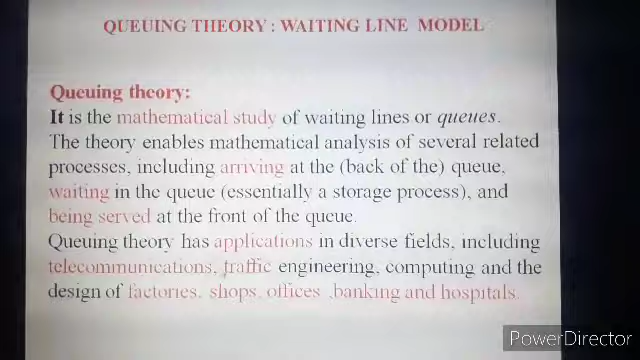 QUEUING THEORY : WAITING LINE MODEL
Queuing theory:
It is the mathematical study of waiting lines or queues.
The theory enables mathematical analysis of several related
processes, including arriving at the (back of the) queue,
waiting in the queue (essentially a storage process), and
being served at the front of the queue.
Queuing theory has applications in diverse fields, including
telecommunications, traffic engineering, computing and the
design of factories, shops, offices ,banking and hospitals.
PowerDirector